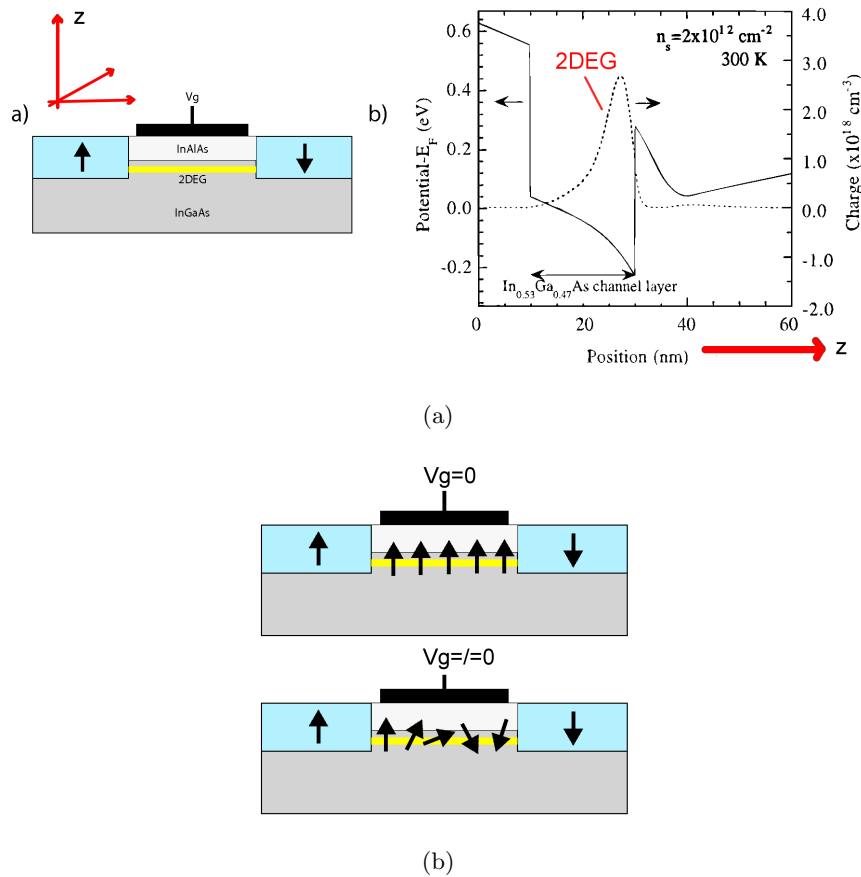 z
a)
Vg
InAlAs
2DEG
InGaAs
b)
Potential-E_F (eV)
0.6
0.4
0.2
0.0
-0.2
n_s=2x10^12 cm^-2
300 K
2DEG
In_0.53Ga_0.47As channel layer
4.0
3.0
2.0
1.0
0.0
-1.0
-2.0
Charge (x10^18 cm^-3)
0
20
40
60
Position (nm)
z
(a)
Vg=0
Vg=/=0
(b)